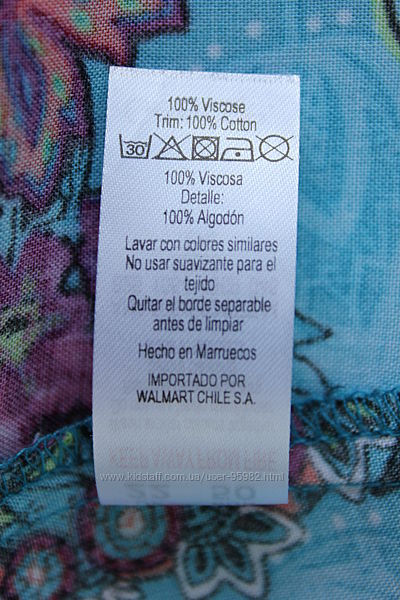 100% Viscose
Trim: 100% Cotton
30
100% Viscosa
Detalle:
100% Algodón
Lavar con colores similares
No usar suavizante para el
tejido
Quitar el borde separable
antes de limpiar
Hecho en Marruecos
IMPORTADO POR
WALMART CHILE S.A.
www.kidstaff.com.ua/user-95982.html